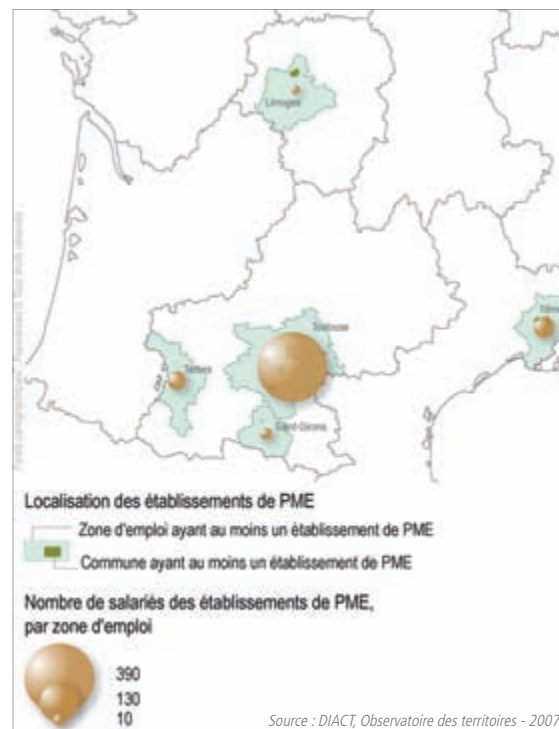 Limoges
Toulouse
Tarbes
Saint-Girons
Localisation des établissements de PME
Zone d'emploi ayant au moins un établissement de PME
Commune ayant au moins un établissement de PME
Nombre de salariés des établissements de PME,
par zone d'emploi
390
130
10
Source : DIACT, Observatoire des territoires - 2007